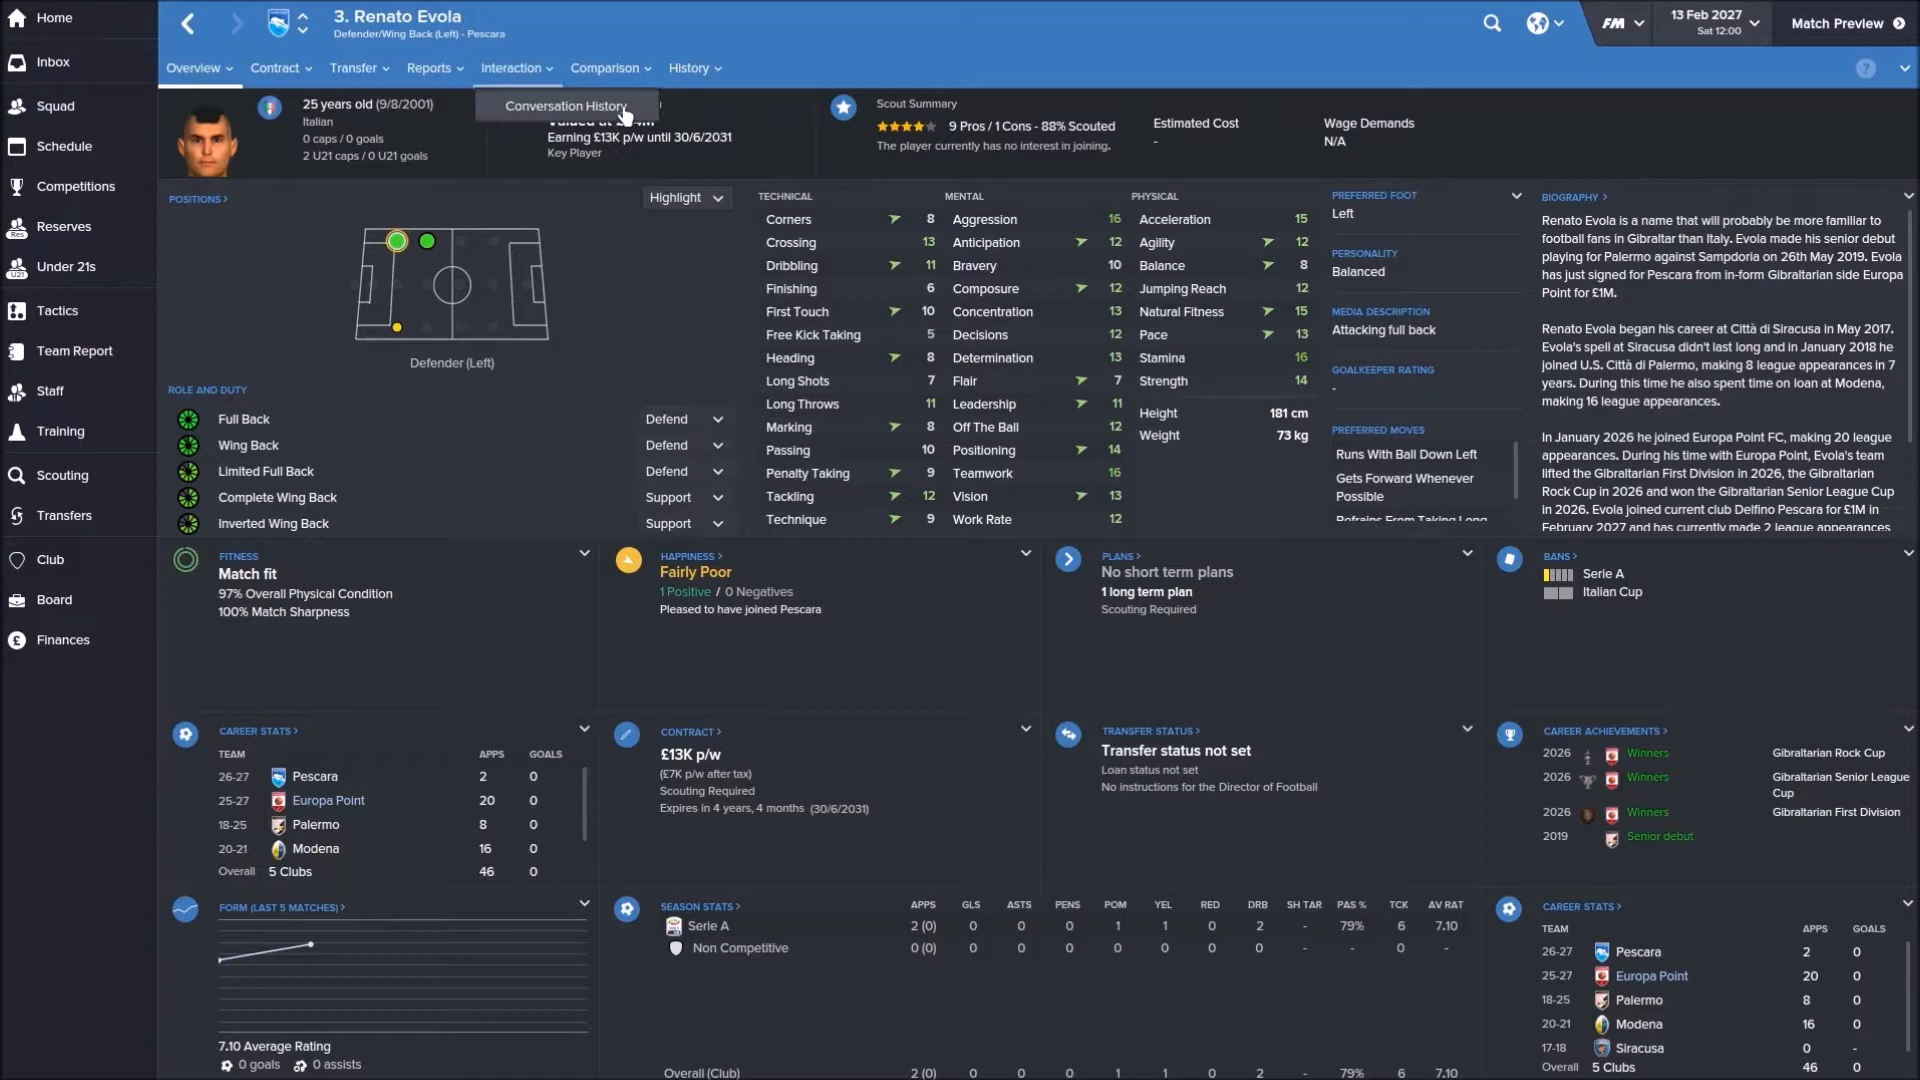 Home
Inbox
Squad
Schedule
Competitions
Reserves
Under 21s
Tactics
Team Report
Staff
Training
Scouting
Transfers
Club
Board
Finances
3. Renato Evola
Defender/Wing Back (Left) - Pescara
FM
13 Feb 2027
Sat 12:00
Match Preview
Overview Contract Transfer Reports Interaction Comparison History
Conversation History
25 years old (9/8/2001)
Italian
0 caps / 0 goals
2 U21 caps / 0 U21 goals
Valued at
Earning £13K p/w until 30/6/2031
Key Player
Scout Summary
9 Pros / 1 Cons - 88% Scouted
The player currently has no interest in joining.
Estimated Cost
-
Wage Demands
N/A
POSITIONS >
Highlight
Defender (Left)
ROLE AND DUTY
Full Back Defend
Wing Back Defend
Limited Full Back Defend
Complete Wing Back Support
Inverted Wing Back Support
TECHNICAL
Corners 8
Crossing 13
Dribbling 11
Finishing 6
First Touch 10
Free Kick Taking 5
Heading 8
Long Shots 7
Long Throws 11
Marking 8
Passing 10
Penalty Taking 9
Tackling 12
Technique 9
MENTAL
Aggression 16
Anticipation 12
Bravery 10
Composure 12
Concentration 13
Decisions 12
Determination 13
Flair 7
Leadership 11
Off The Ball 12
Positioning 14
Teamwork 16
Vision 13
Work Rate 12
PHYSICAL
Acceleration 15
Agility 12
Balance 8
Jumping Reach 12
Natural Fitness 15
Pace 13
Stamina 16
Strength 14
Height 181 cm
Weight 73 kg
PREFERRED FOOT
Left
PERSONALITY
Balanced
MEDIA DESCRIPTION
Attacking full back
GOALKEEPER RATING
-
PREFERRED MOVES
Runs With Ball Down Left
Gets Forward Whenever
Possible
Refrains From Taking Long
BIOGRAPHY >
Renato Evola is a name that will probably be more familiar to
football fans in Gibraltar than Italy. Evola made his senior debut
playing for Palermo against Sampdoria on 26th May 2019. Evola
has just signed for Pescara from in-form Gibraltarian side Europa
Point for £1M.
Renato Evola began his career at Città di Siracusa in May 2017.
Evola's spell at Siracusa didn't last long and in January 2018 he
joined U.S. Città di Palermo, making 8 league appearances in 7
years. During this time he also spent time on loan at Modena,
making 16 league appearances.
In January 2026 he joined Europa Point FC, making 20 league
appearances. During his time with Europa Point, Evola's team
lifted the Gibraltarian First Division in 2026, the Gibraltarian
Rock Cup in 2026 and won the Gibraltarian Senior League Cup
in 2026. Evola joined current club Delfino Pescara for £1M in
February 2027 and has currently made 2 league appearances
FITNESS
Match fit
97% Overall Physical Condition
100% Match Sharpness
HAPPINESS >
Fairly Poor
1 Positive / 0 Negatives
Pleased to have joined Pescara
PLANS >
No short term plans
1 long term plan
Scouting Required
BANS >
Serie A
Italian Cup
CAREER STATS >
TEAM APPS GOALS
26-27 Pescara 2 0
25-27 Europa Point 20 0
18-25 Palermo 8 0
20-21 Modena 16 0
Overall 5 Clubs 46 0
CONTRACT >
£13K p/w
(£7K p/w after tax)
Scouting Required
Expires in 4 years, 4 months (30/6/2031)
TRANSFER STATUS >
Transfer status not set
Loan status not set
No instructions for the Director of Football
CAREER ACHIEVEMENTS >
2026 Winners Gibraltarian Rock Cup
2026 Winners Gibraltarian Senior League
Cup
2026 Winners Gibraltarian First Division
2019 Senior debut
FORM (LAST 5 MATCHES) >
7.10 Average Rating
0 goals 0 assists
SEASON STATS > APPS GLS ASTS PENS POM YEL RED DRB SH TAR PAS % TCK AV RAT
Serie A 2 (0) 0 0 0 1 1 0 2 - 79% 6 7.10
Non Competitive 0 (0) 0 0 0 0 0 0 0 - - 0 -
Overall (Club) 2 (0) 0 0 0 1 1 0 2 - 79% 6 7.10
CAREER STATS >
TEAM APPS GOALS
26-27 Pescara 2 0
25-27 Europa Point 20 0
18-25 Palermo 8 0
20-21 Modena 16 0
17-18 Siracusa 0 -
Overall 5 Clubs 46 0